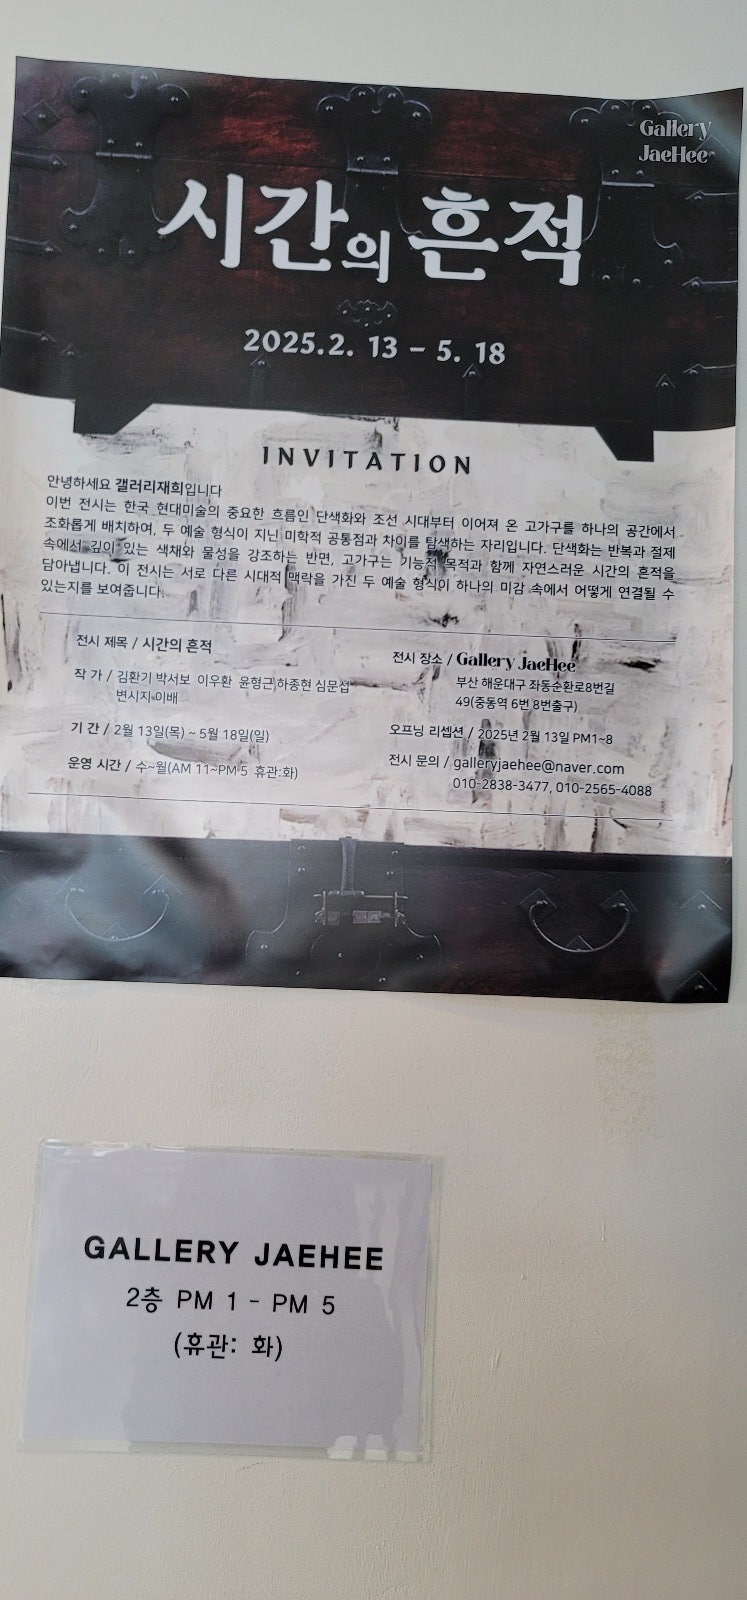 Gallery
JaeHee
시간의 흔적
2025.2. 13 – 5. 18
INVITATION
안녕하세요 갤러리재희입니다
이번 전시는 한국 현대미술의 중요한 흐름인 단색화와 조선 시대부터 이어져 온 고가구를 하나의 공간에서
조화롭게 배치하여, 두 예술 형식이 지닌 미학적 공통점과 차이를 탐색하는 자리입니다. 단색화는 반복과 절제
속에서 깊이 있는 색채와 물성을 강조하는 반면, 고가구는 기능적 목적과 함께 자연스러운 시간의 흔적을
담아냅니다. 이 전시는 서로 다른 시대적 맥락을 가진 두 예술 형식이 하나의 미감 속에서 어떻게 연결될 수
있는지를 보여줍니다.
전시 제목 / 시간의 흔적
작 가 / 김환기 박서보 이우환 윤형근,하종현 심문섭
변시지 이배
기 간 / 2월 13일(목) ~ 5월 18일(일)
운영 시간 / 수~월(AM 11~PM 5 휴관:화)
전시 장소 / Gallery JaeHee
부산 해운대구 좌동순환로8번길
49(중동역 6번 8번출구)
오프닝 리셉션 / 2025년 2월 13일 PM1~8
전시 문의 / galleryjaehee@naver.com
010-2838-3477, 010-2565-4088
GALLERY JAEHEE
2층 PM 1 - PM 5
(휴관: 화)